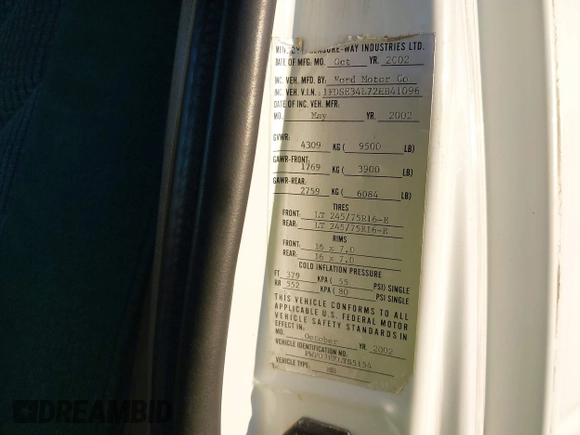 PLEASURE-WAY INDUSTRIES LTD.
DATE OF MFG. MO. Oct YR. 2002
INC. VEH. MFD. BY: Ford Motor Co
INC. VEH. V.I.N.: 1FDSE34L72HB41096
DATE OF INC. VEH. MFR.
MO. May YR. 2002
GVWR:
4309 KG ( 9500 LB)
GAWR-FRONT:
1769 KG ( 3900 LB)
GAWR-REAR:
2759 KG ( 6084 LB)
TIRES
FRONT: LT 245/75R16-E
REAR: LT 245/75R16-E
RIMS
FRONT: 16 x 7.0
REAR: 16 x 7.0
COLD INFLATION PRESSURE
FT 379 KPA ( 55 PSI) SINGLE
RR 552 KPA ( 80 PSI) SINGLE
THIS VEHICLE CONFORMS TO ALL
APPLICABLE U.S. FEDERAL MOTOR
VEHICLE SAFETY STANDARDS IN
EFFECT IN:
MO. October YR. 2002
VEHICLE IDENTIFICATION NO.
VEHICLE TYPE:
DREAMBID